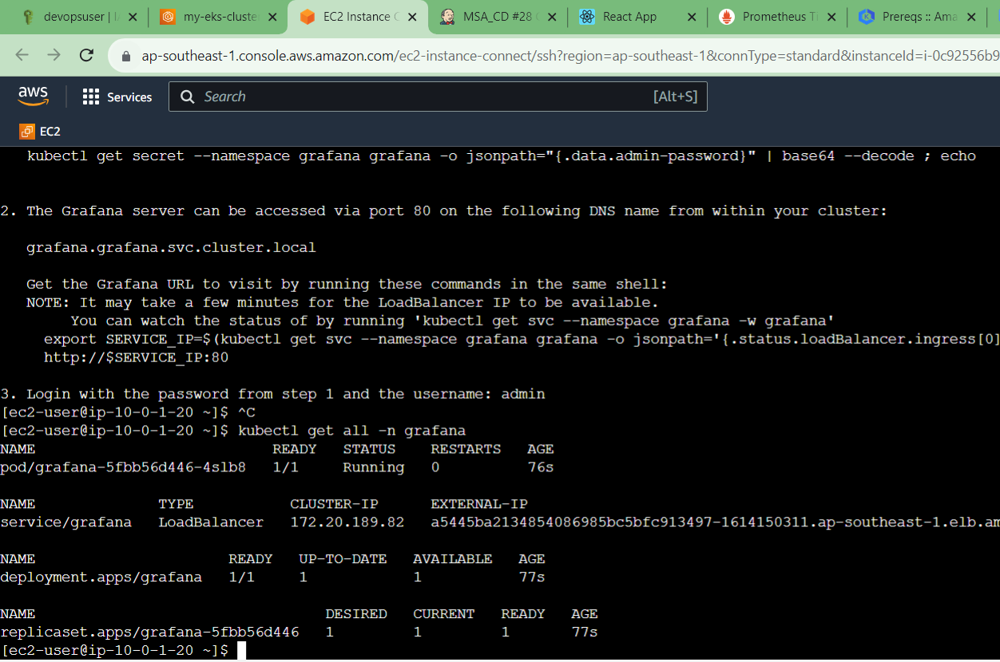 devopsuser | I
my-eks-cluste
EC2 Instance C
MSA_CD #28
React App
Prometheus Ti
Prereqs :: Ama
ap-southeast-1.console.aws.amazon.com/ec2-instance-connect/ssh?region=ap-southeast-1&connType=standard&instanceId=i-0c92556b9
aws
Services
Search
[Alt+S]
EC2
kubectl get secret --namespace grafana grafana -o jsonpath="{.data.admin-password}" | base64 --decode ; echo
2. The Grafana server can be accessed via port 80 on the following DNS name from within your cluster:
grafana.grafana.svc.cluster.local
Get the Grafana URL to visit by running these commands in the same shell:
NOTE: It may take a few minutes for the LoadBalancer IP to be available.
You can watch the status of by running 'kubectl get svc --namespace grafana -w grafana'
export SERVICE_IP=$(kubectl get svc --namespace grafana grafana -o jsonpath='{.status.loadBalancer.ingress[0]
http://$SERVICE_IP:80
3. Login with the password from step 1 and the username: admin
[ec2-user@ip-10-0-1-20 ~]$ ^C
[ec2-user@ip-10-0-1-20 ~]$ kubectl get all -n grafana
NAME READY STATUS RESTARTS AGE
pod/grafana-5fbb56d446-4slb8 1/1 Running 0 76s
NAME TYPE CLUSTER-IP EXTERNAL-IP
service/grafana LoadBalancer 172.20.189.82 a5445ba2134854086985bc5bfc913497-1614150311.ap-southeast-1.elb.am
NAME READY UP-TO-DATE AVAILABLE AGE
deployment.apps/grafana 1/1 1 1 77s
NAME DESIRED CURRENT READY AGE
replicaset.apps/grafana-5fbb56d446 1 1 1 77s
[ec2-user@ip-10-0-1-20 ~]$